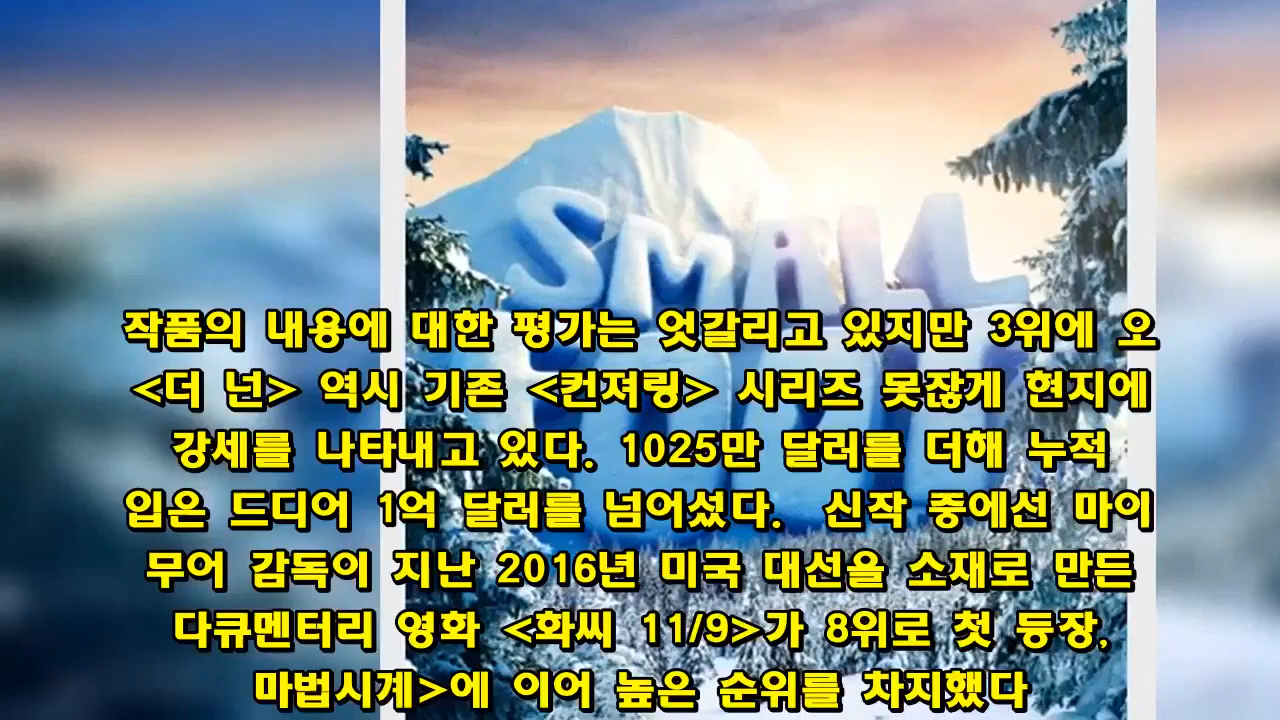 SMALL
작품의 내용에 대한 평가는 엇갈리고 있지만 3위에 오
<더 넌> 역시 기존 <컨져링> 시리즈 못잖게 현지에
강세를 나타내고 있다. 1025만 달러를 더해 누적
입은 드디어 1억 달러를 넘어섰다. 신작 중에선 마이
무어 감독이 지난 2016년 미국 대선을 소재로 만든
다큐멘터리 영화 <화씨 11/9>가 8위로 첫 등장,
마법시계>에 이어 높은 순위를 차지했다